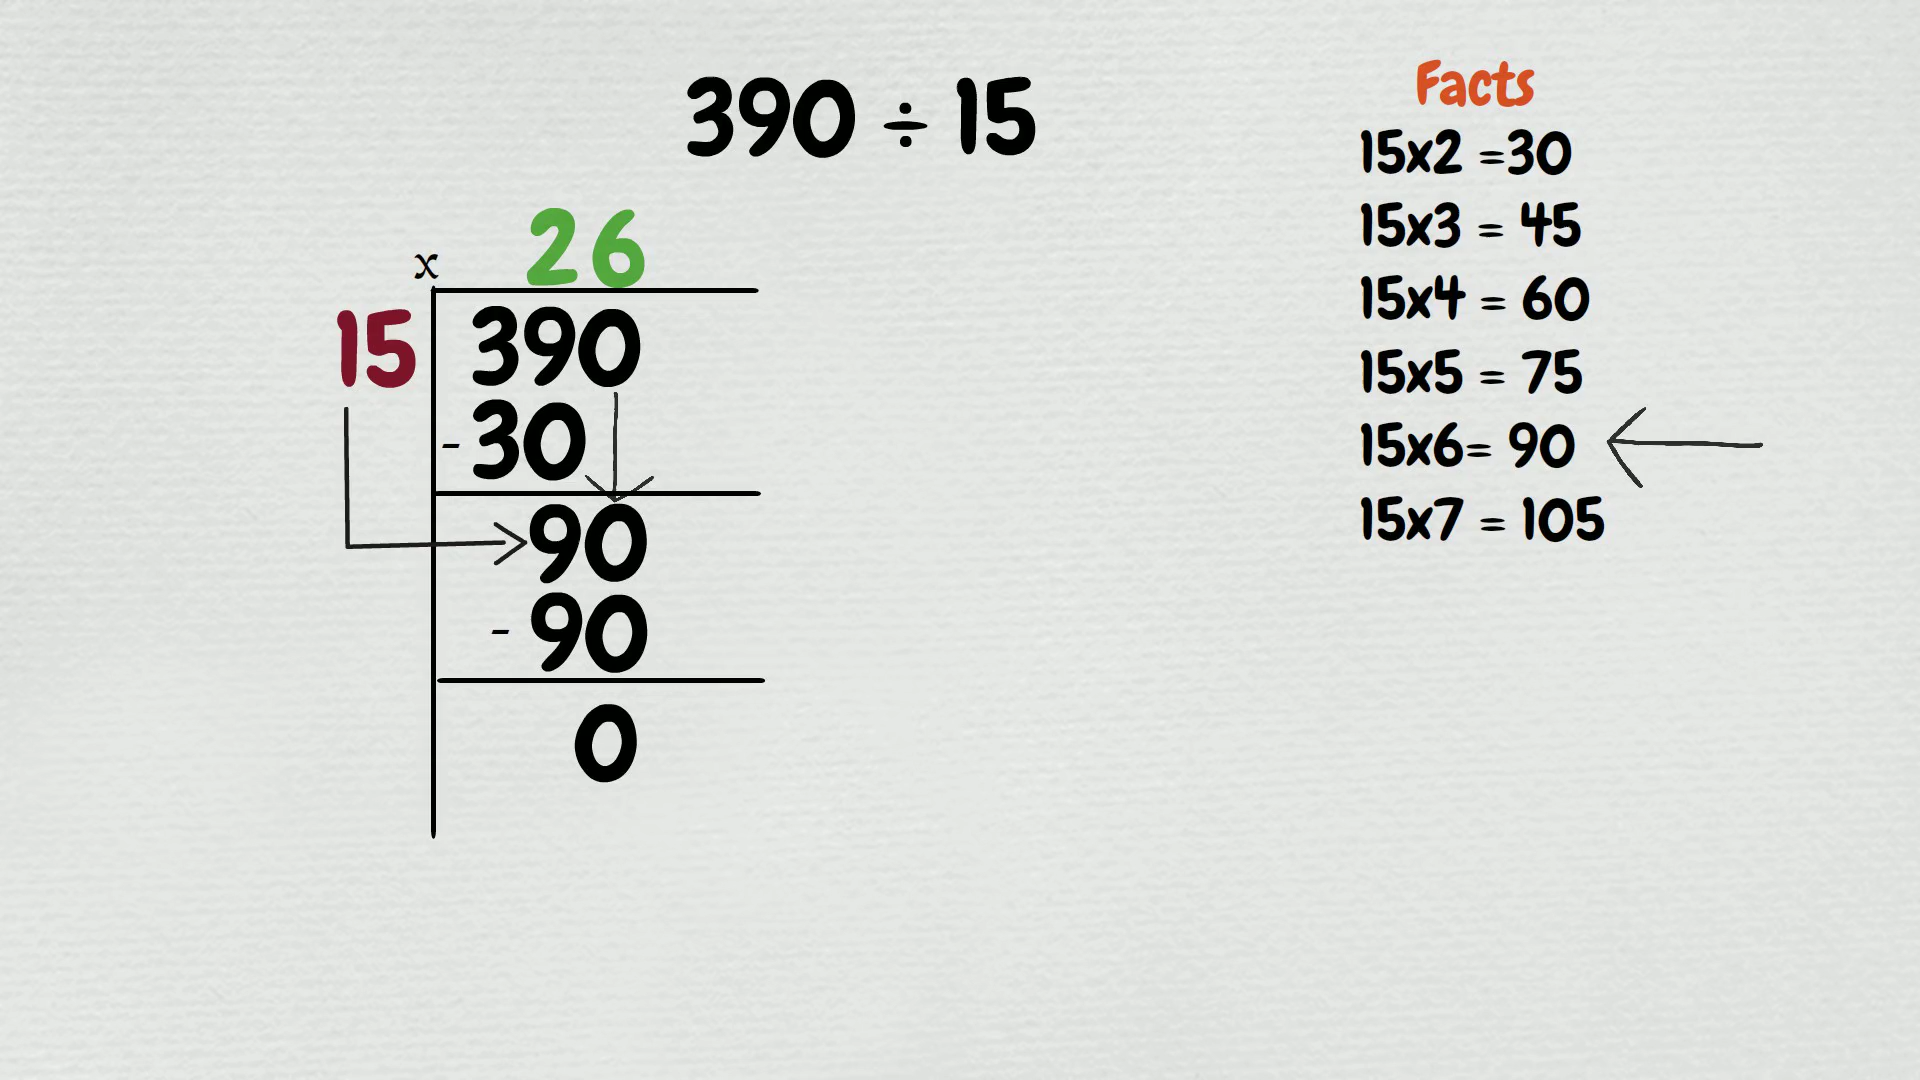 390 ÷ 15
26
x
15 390
-30
90
- 90
0
Facts
15x2 =30
15x3 = 45
15x4 = 60
15x5 = 75
15x6= 90
15x7 = 105